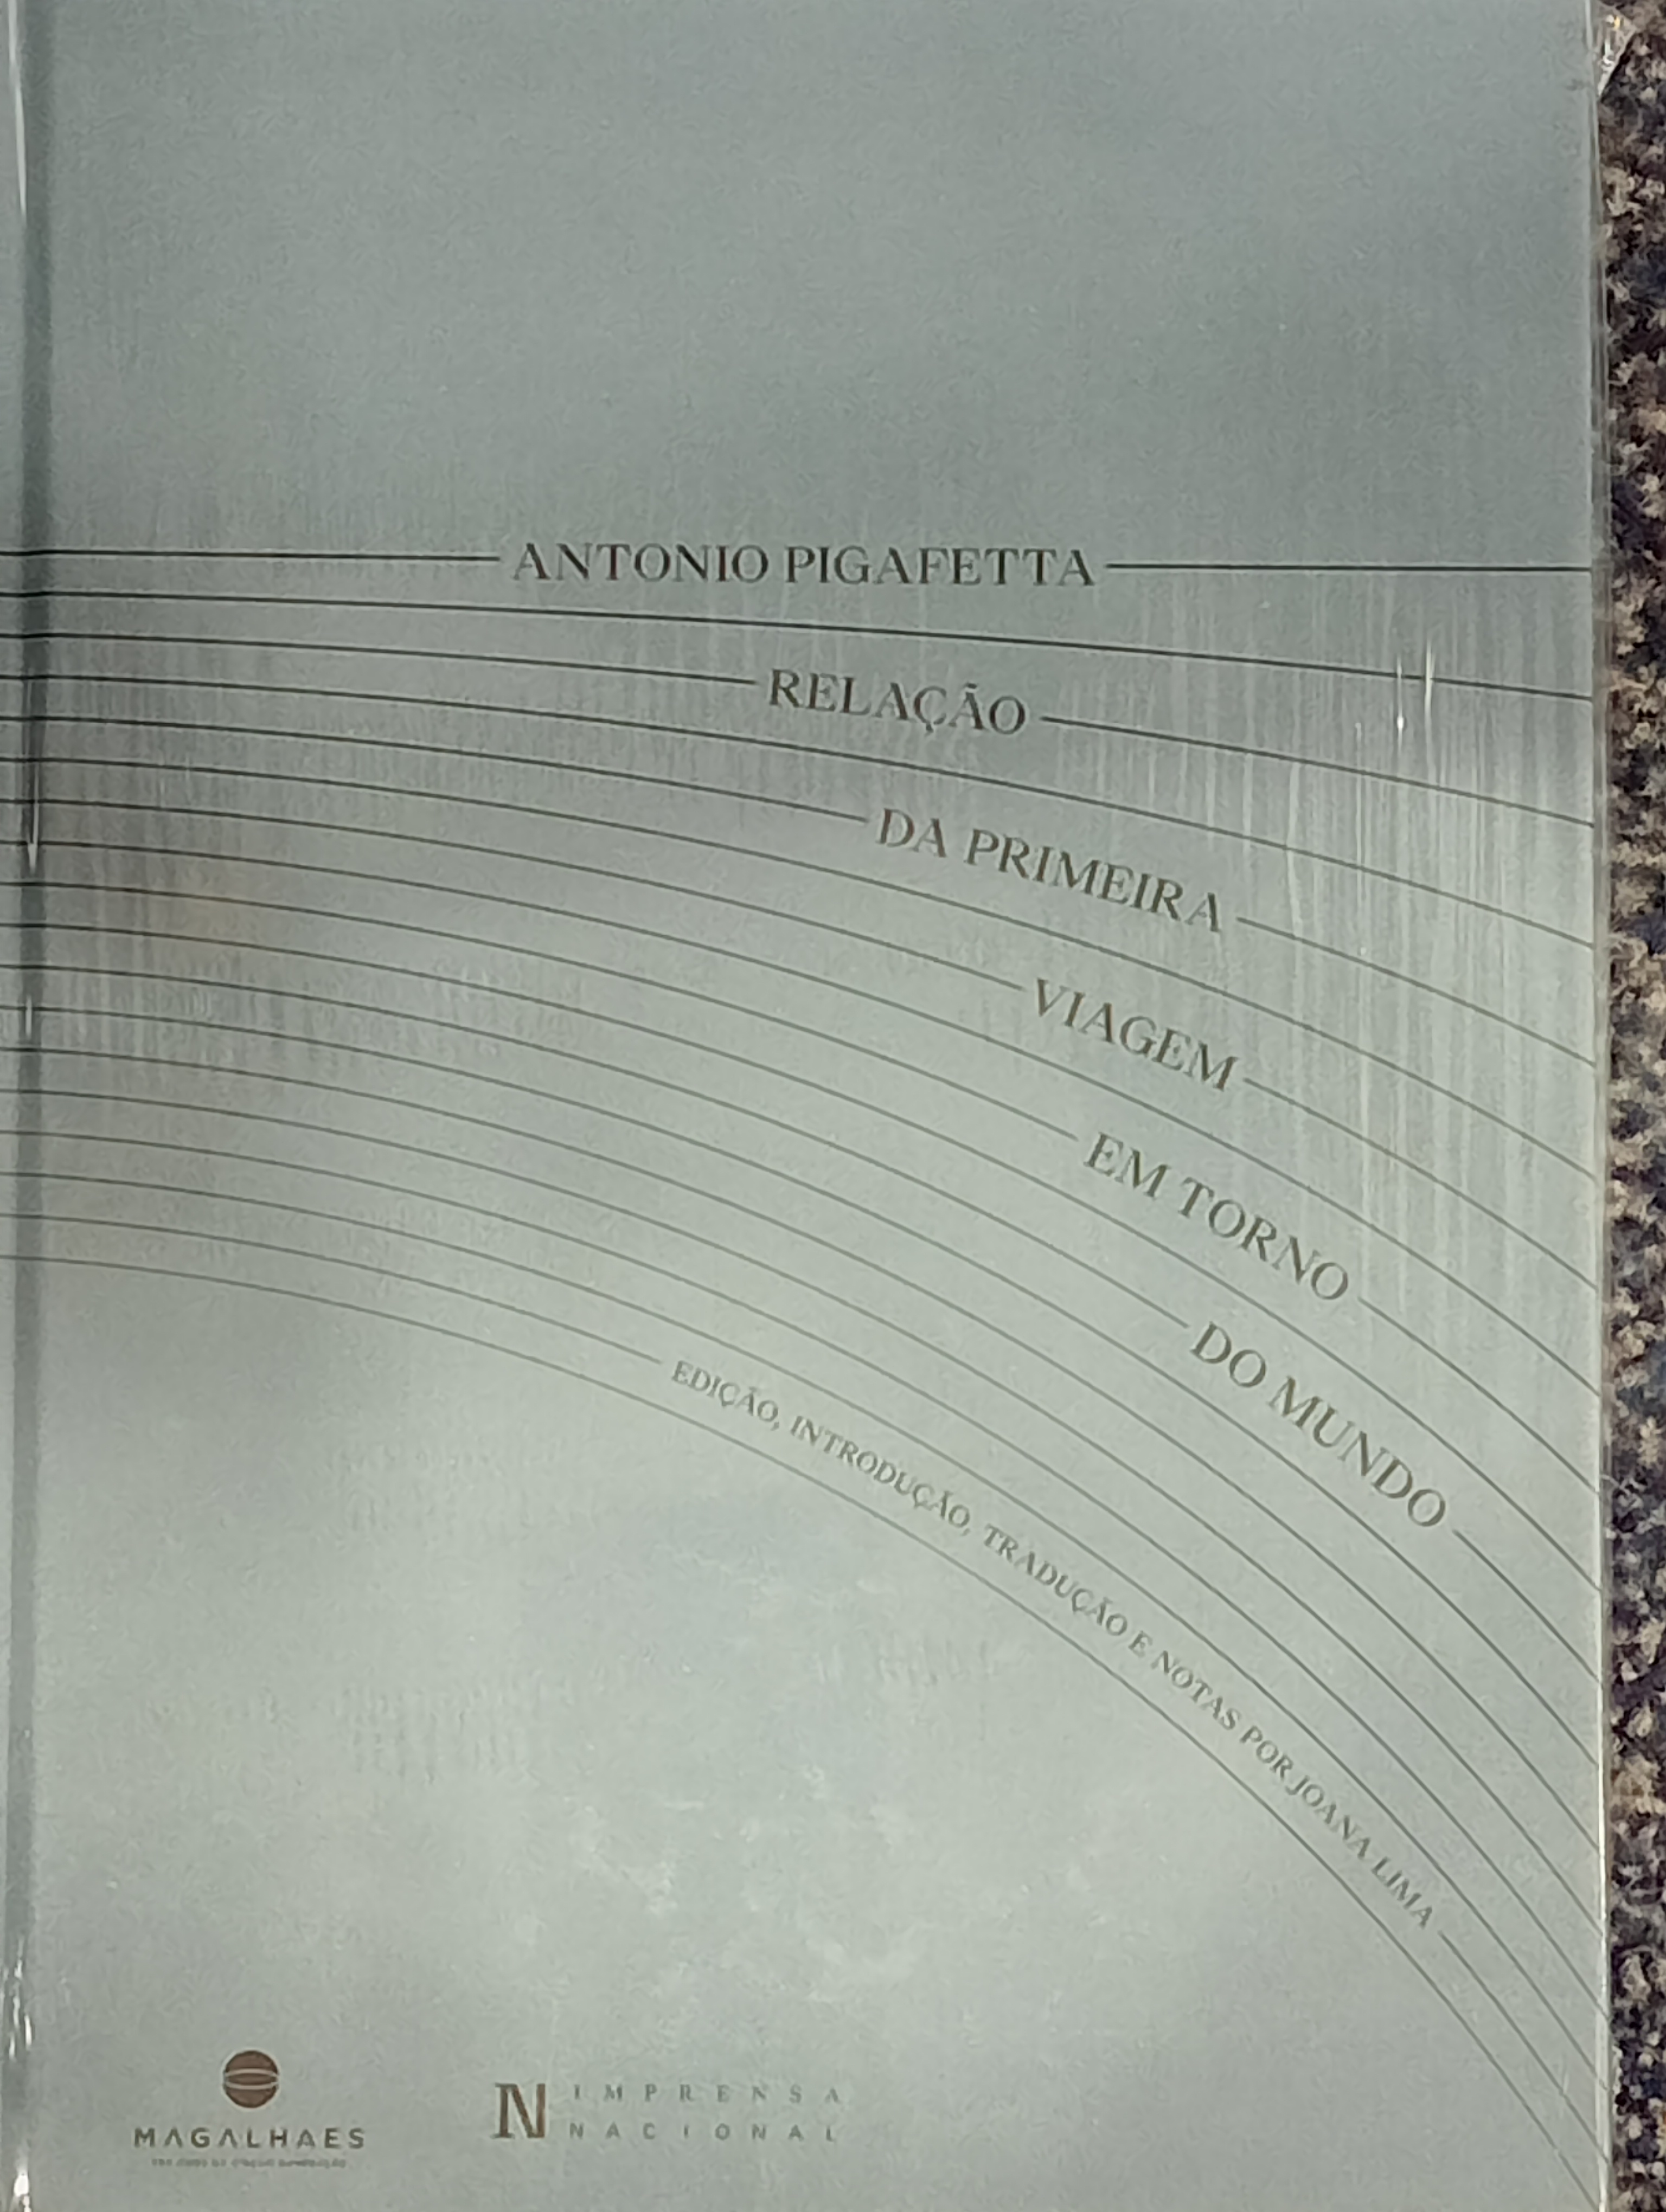 ANTONIO PIGAFETTA
RELAÇÃO
DA PRIMEIRA
VIAGEM
EM TORNO
DO MUNDO
EDIÇÃO, INTRODUÇÃO, TRADUÇÃO E NOTAS POR JOANA LIMA
MAGALHAES
IN IMPRENSA
NACIONAL